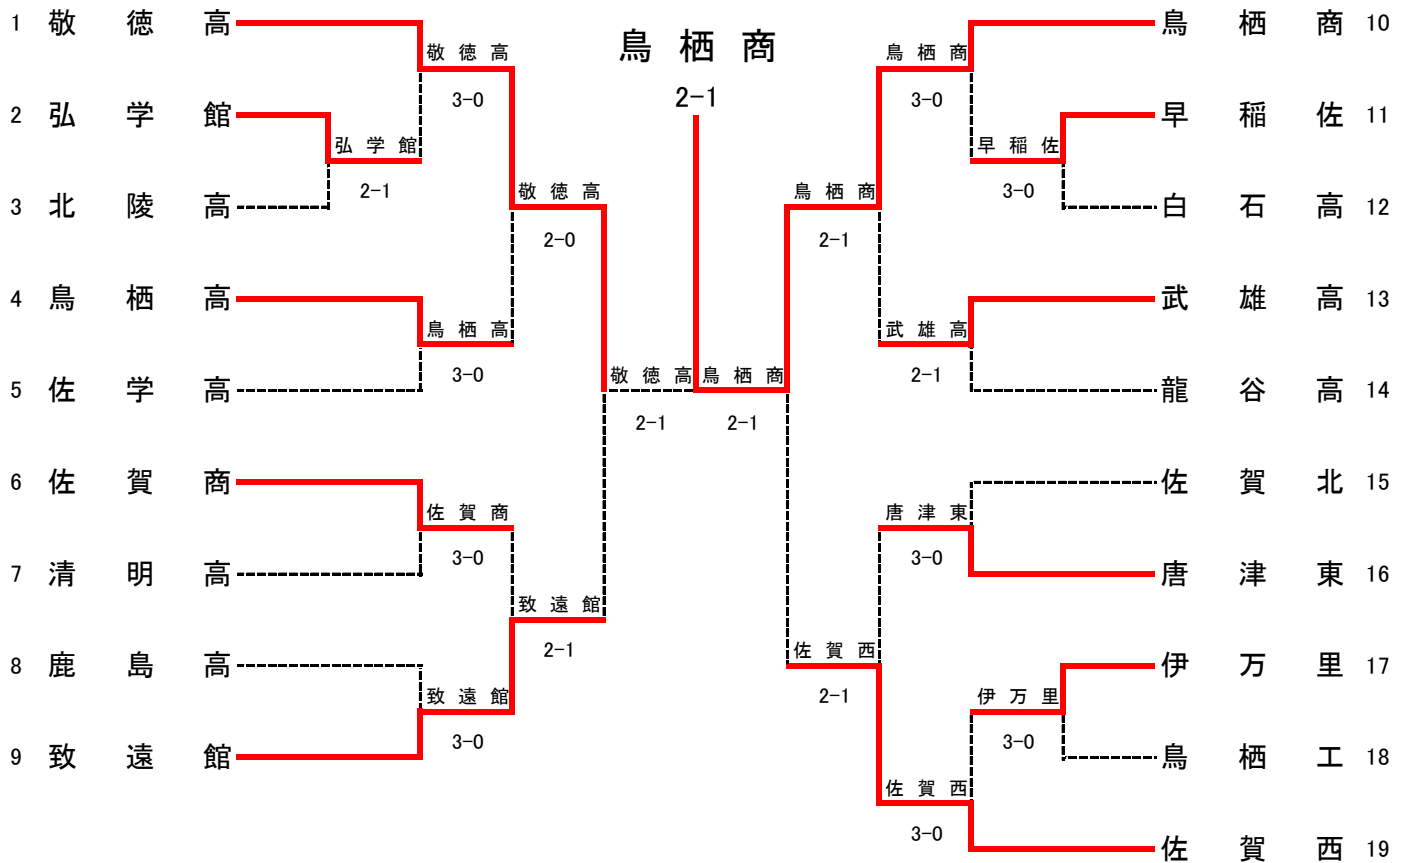 1 敬徳高
鳥栖商 10
鳥栖商
敬徳高
鳥栖商
3-0
2-1
3-0
2 弘学館
早稲佐 11
弘学館
早稲佐
2-1
3-0
敬徳高
鳥栖商
3 北陵高
白石高 12
2-0
2-1
4 鳥栖高
武雄高 13
鳥栖高
武雄高
3-0
敬徳高
鳥栖商
2-1
5 佐学高
龍谷高 14
2-1
2-1
6 佐賀商
佐賀北 15
佐賀商
唐津東
3-0
3-0
7 清明高
唐津東 16
致遠館
2-1
佐賀西
8 鹿島高
伊万里 17
致遠館
2-1
伊万里
3-0
3-0
9 致遠館
鳥栖工 18
佐賀西
3-0
佐賀西 19